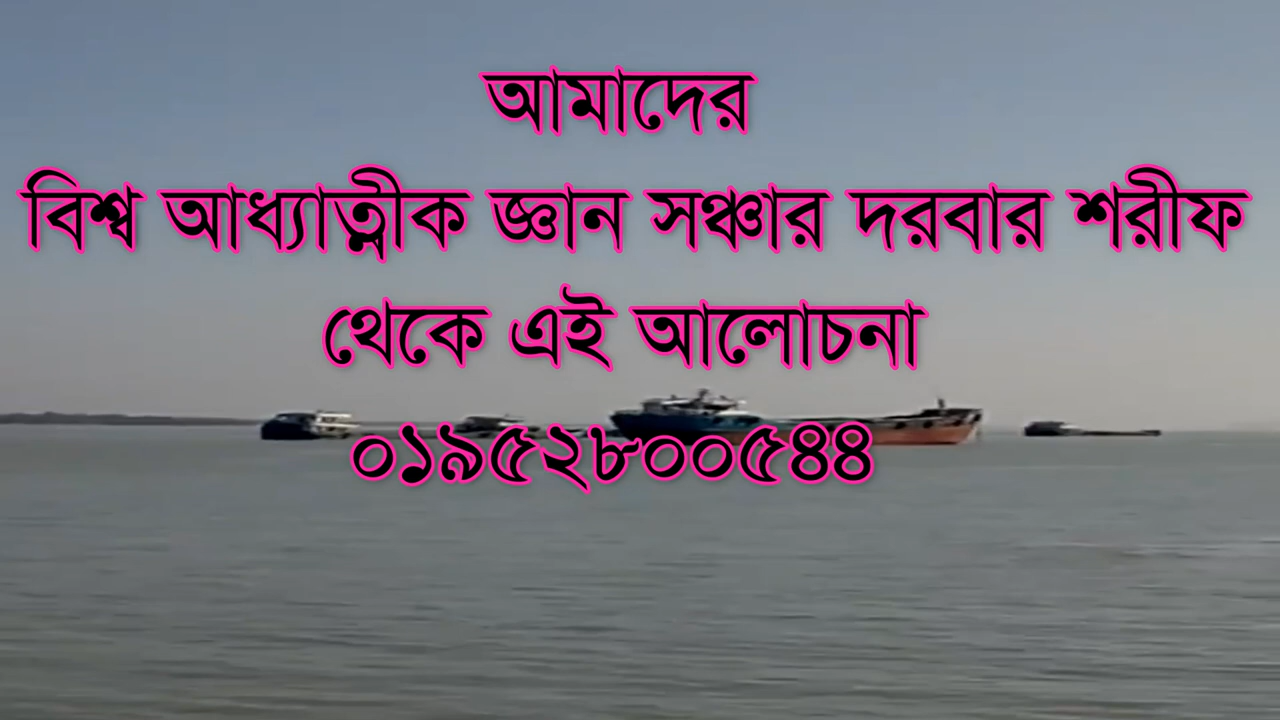 আমাদের
বিশ্ব আধ্যাত্নীক জ্ঞান সঞ্চার দরবার শরীফ
থেকে এই আলোচনা
০১৯৫২৮০০৫৪৪